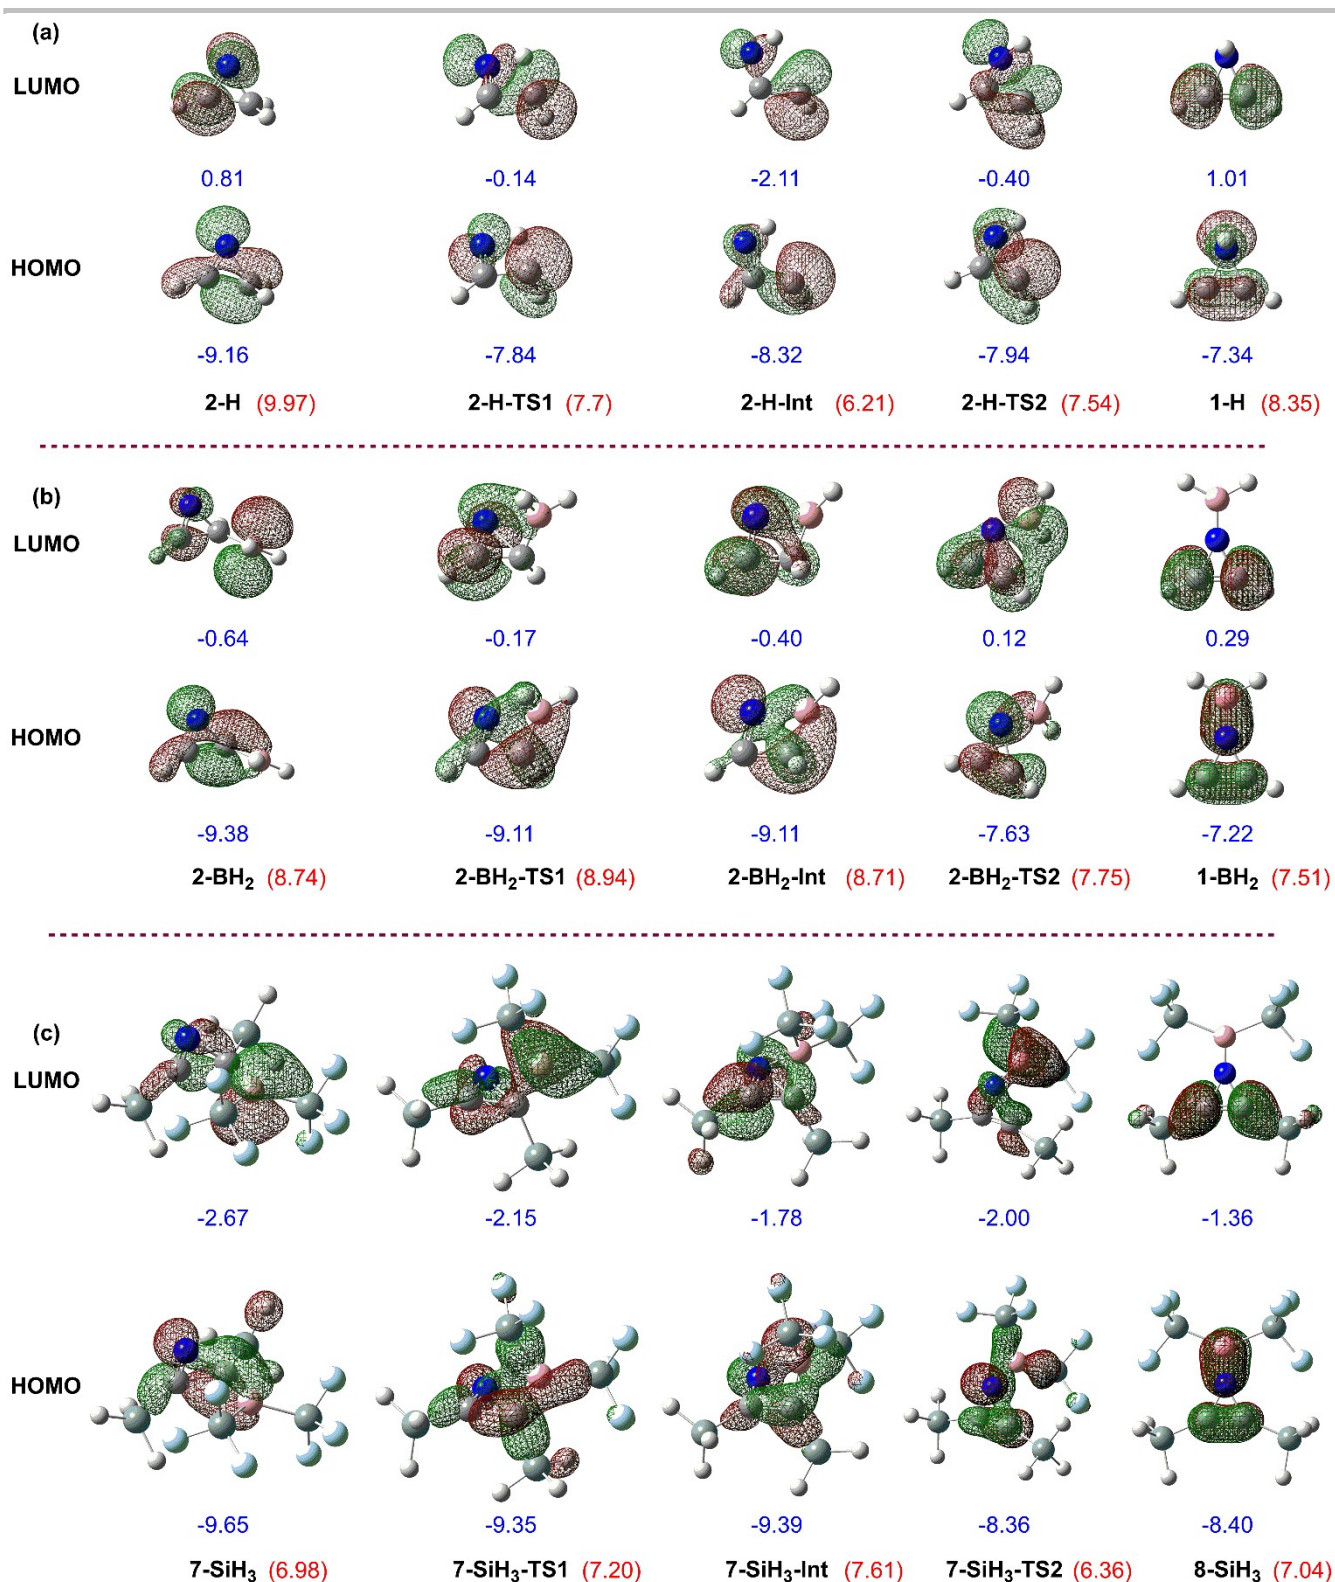 (a)
LUMO
0.81 -0.14 -2.11 -0.40 1.01
HOMO
-9.16 -7.84 -8.32 -7.94 -7.34
2-H (9.97) 2-H-TS1 (7.7) 2-H-Int (6.21) 2-H-TS2 (7.54) 1-H (8.35)
(b)
LUMO
-0.64 -0.17 -0.40 0.12 0.29
HOMO
-9.38 -9.11 -9.11 -7.63 -7.22
2-BH₂ (8.74) 2-BH₂-TS1 (8.94) 2-BH₂-Int (8.71) 2-BH₂-TS2 (7.75) 1-BH₂ (7.51)
(c)
LUMO
-2.67 -2.15 -1.78 -2.00 -1.36
HOMO
-9.65 -9.35 -9.39 -8.36 -8.40
7-SiH₃ (6.98) 7-SiH₃-TS1 (7.20) 7-SiH₃-Int (7.61) 7-SiH₃-TS2 (6.36) 8-SiH₃ (7.04)